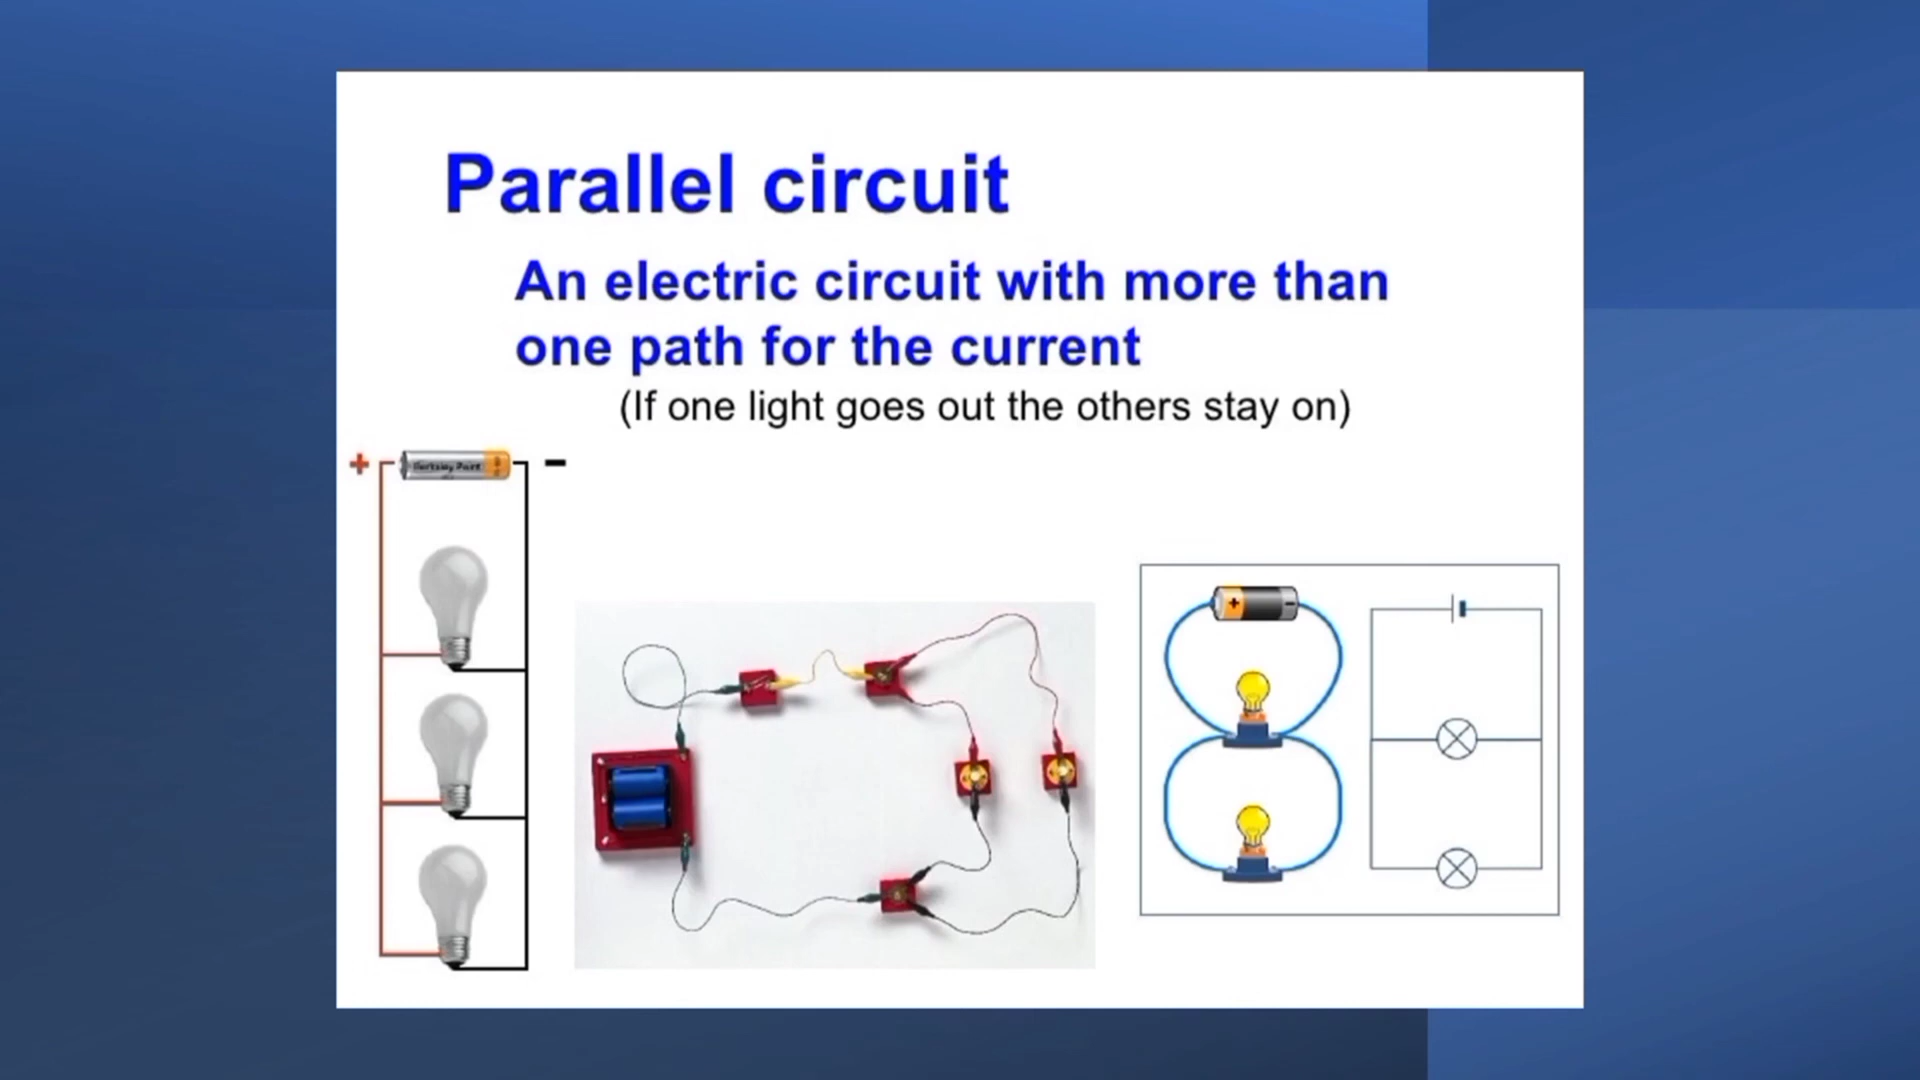 Parallel circuit
An electric circuit with more than
one path for the current
(If one light goes out the others stay on)
+ -
+ -